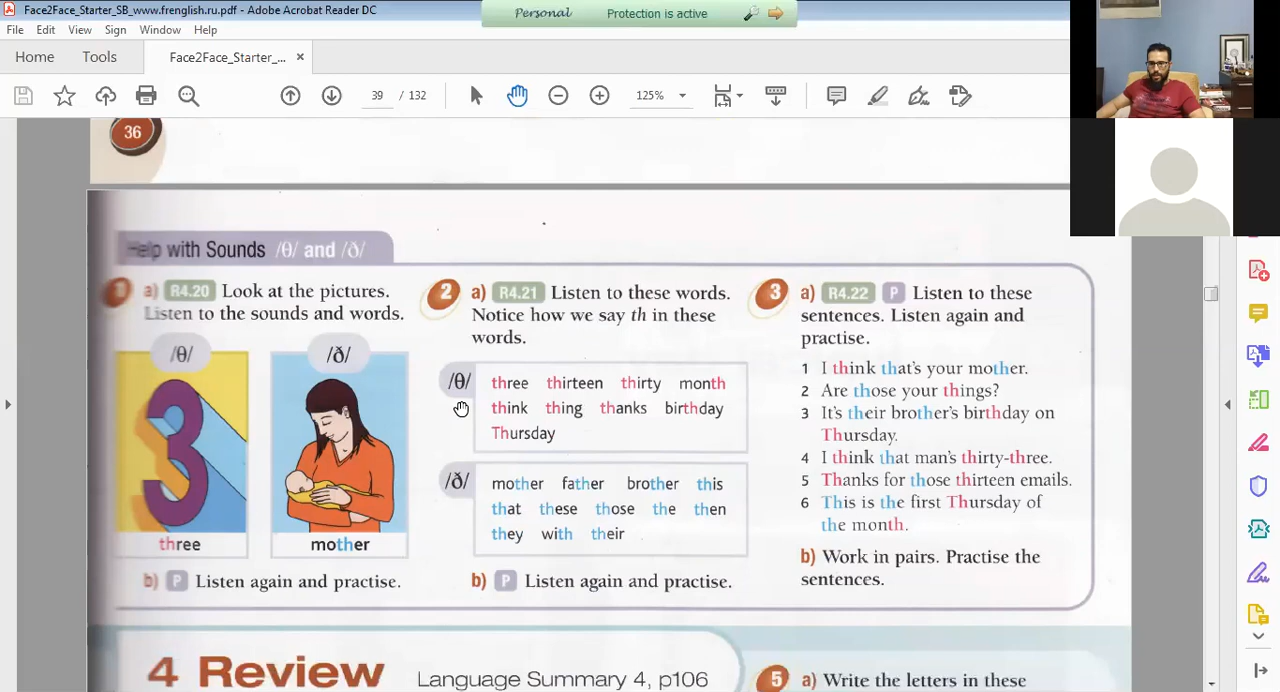 Face2Face_Starter_SB_www.frenglish.ru.pdf - Adobe Acrobat Reader DC
Personal Protection is active
File Edit View Sign Window Help
Home Tools Face2Face_Starter_... ×
39 / 132 125%
36
Help with Sounds /θ/ and /ð/
1 a) R4.20 Look at the pictures.
Listen to the sounds and words.
/θ/ /ð/
3
three mother
b) P Listen again and practise.
2 a) R4.21 Listen to these words.
Notice how we say th in these
words.
/θ/ three thirteen thirty month
think thing thanks birthday
Thursday
/ð/ mother father brother this
that these those the then
they with their
b) P Listen again and practise.
3 a) R4.22 P Listen to these
sentences. Listen again and
practise.
1 I think that's your mother.
2 Are those your things?
3 It's their brother's birthday on
Thursday.
4 I think that man's thirty-three.
5 Thanks for those thirteen emails.
6 This is the first Thursday of
the month.
b) Work in pairs. Practise the
sentences.
4 Review Language Summary 4, p106
5 a) Write the letters in these